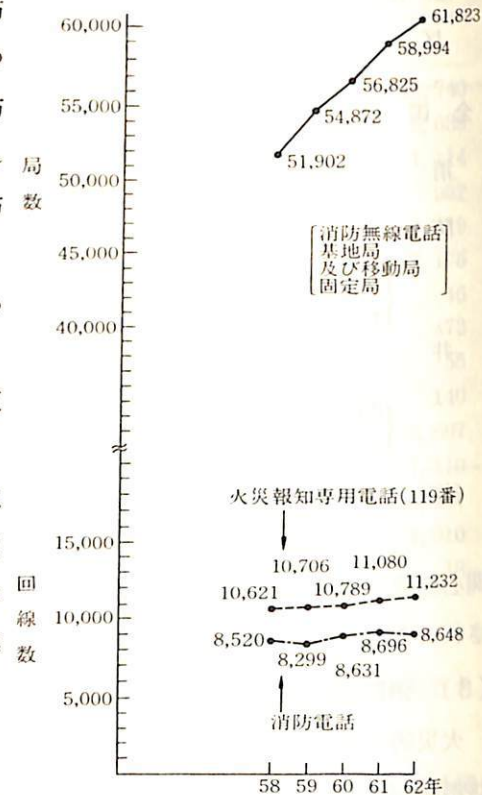 60,000
61,823
58,994
56,825
55,000
54,872
51,902
50,000
局数
消防無線電話
基地局
及び移動局
固定局
45,000
40,000
火災報知専用電話(119番)
15,000
10,706 11,080
10,621 10,789 11,232
回線数
10,000
8,520 8,696 8,648
8,299 8,631
5,000
消防電話
58 59 60 61 62年